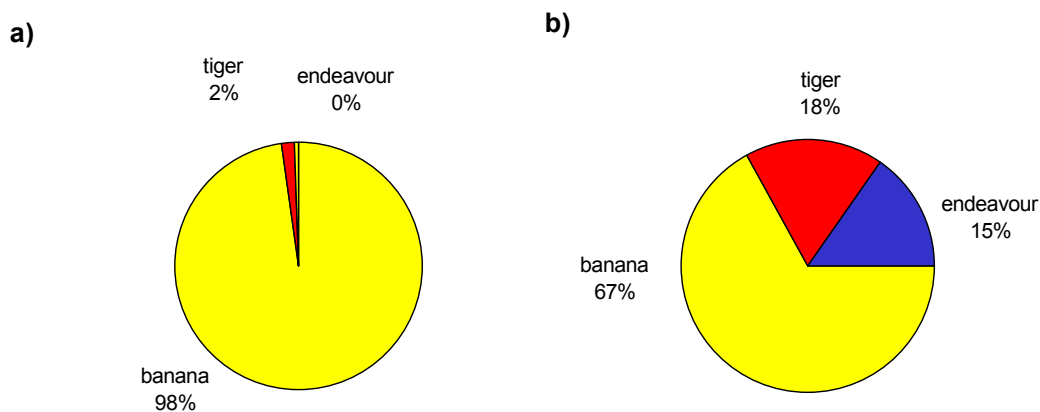 a)
tiger
2%
endeavour
0%
banana
98%
b)
tiger
18%
endeavour
15%
banana
67%